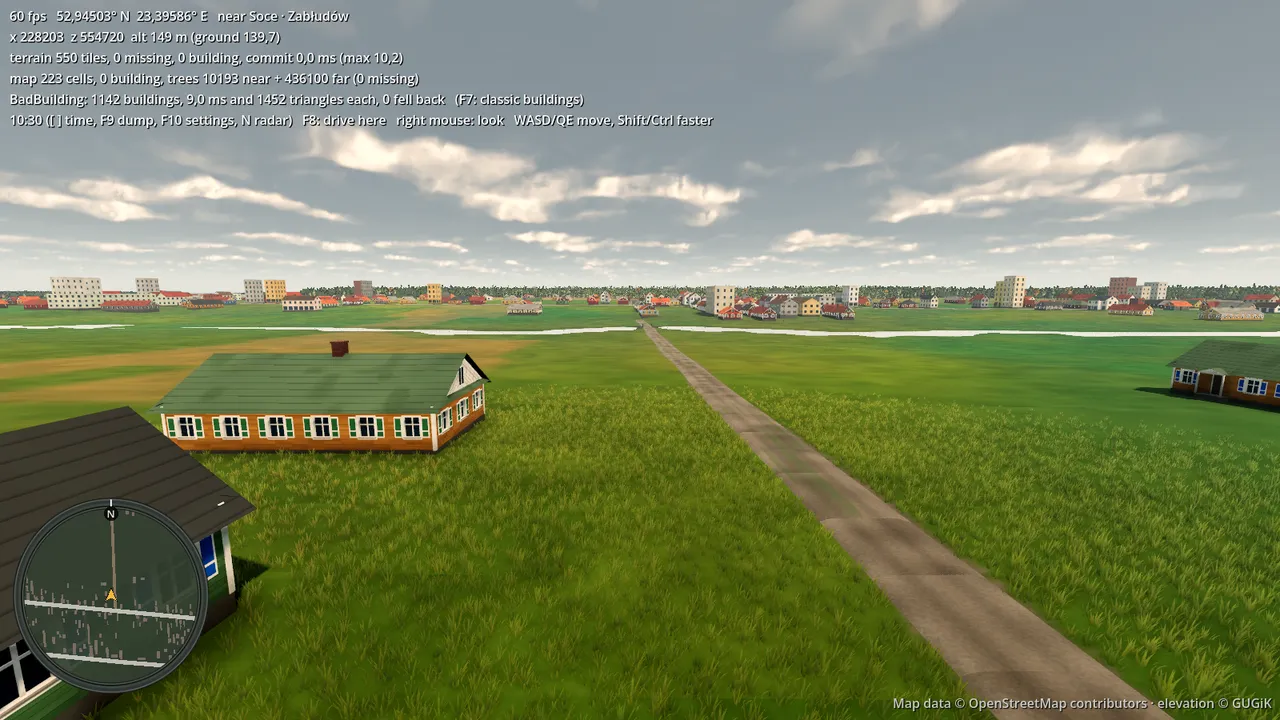 60 fps   52,94503° N  23,39586° E   near Soce · Zabłudów
x 228203  z 554720  alt 149 m (ground 139,7)
terrain 550 tiles, 0 missing, 0 building, commit 0,0 ms (max 10,2)
map 223 cells, 0 building, trees 10193 near + 436100 far (0 missing)
BadBuilding: 1142 buildings, 9,0 ms and 1452 triangles each, 0 fell back   (F7: classic buildings)
10:30 ([ ] time, F9 dump, F10 settings, N radar)   F8: drive here   right mouse: look   WASD/QE move, Shift/Ctrl faster
N
Map data © OpenStreetMap contributors · elevation © GUGiK